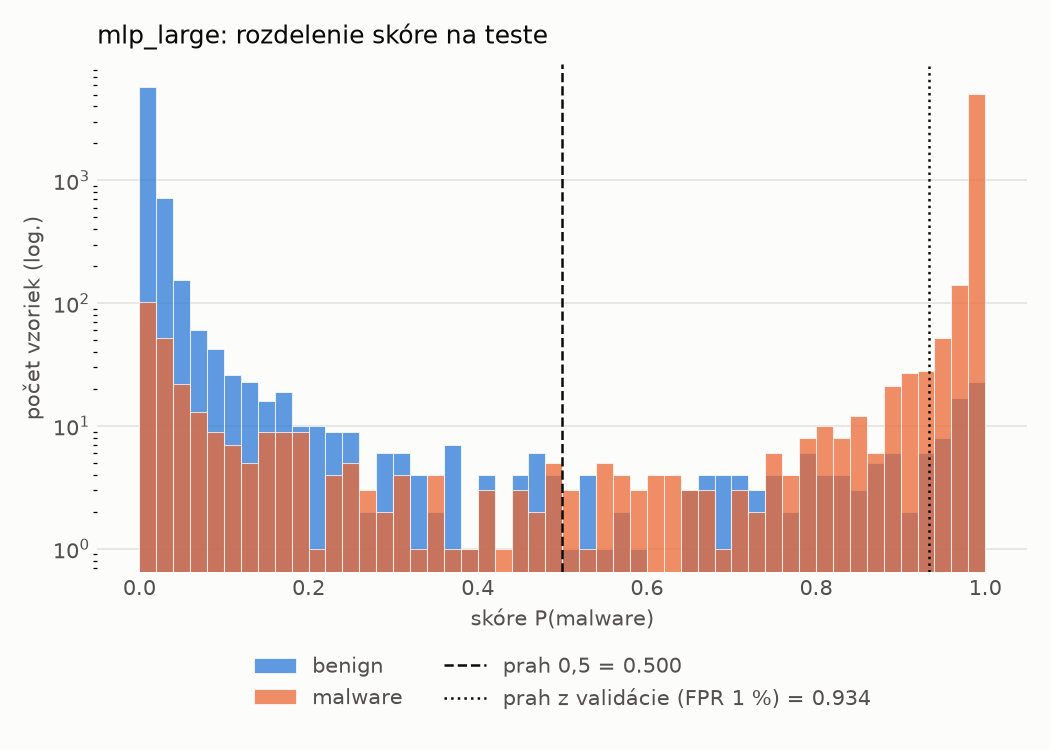 mlp_large: rozdelenie skóre na teste
počet vzoriek (log.)
10³
10²
10¹
10⁰
0.0 0.2 0.4 0.6 0.8 1.0
skóre P(malware)
benign
malware
prah 0,5 = 0.500
prah z validácie (FPR 1 %) = 0.934